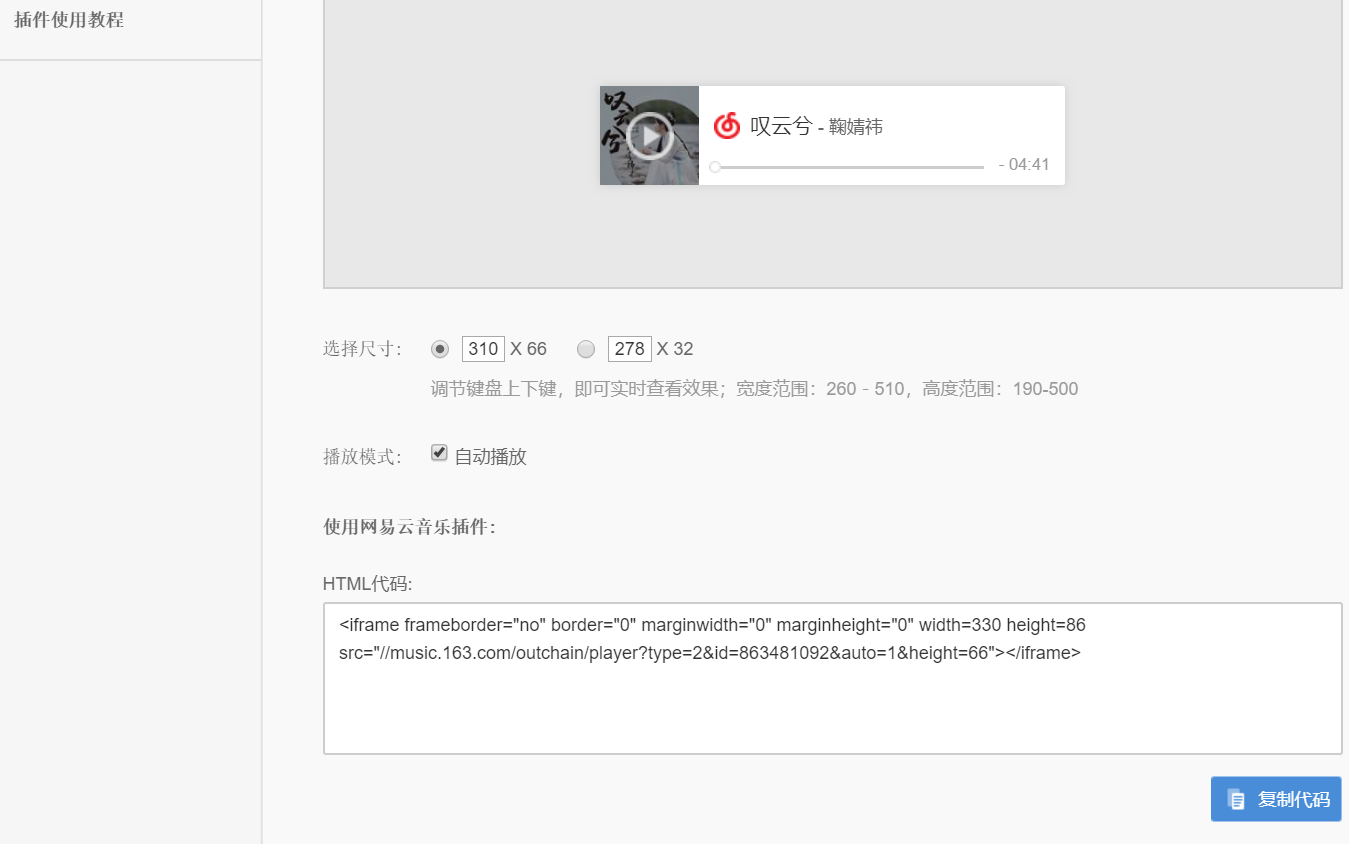 插件使用教程
叹云兮
叹云兮 - 鞠婧祎
- 04:41
选择尺寸： 310 X 66 278 X 32
调节键盘上下键，即可实时查看效果；宽度范围：260 - 510，高度范围：190-500
播放模式： 自动播放
使用网易云音乐插件：
HTML代码:
<iframe frameborder="no" border="0" marginwidth="0" marginheight="0" width=330 height=86
src="//music.163.com/outchain/player?type=2&id=863481092&auto=1&height=66"></iframe>
复制代码